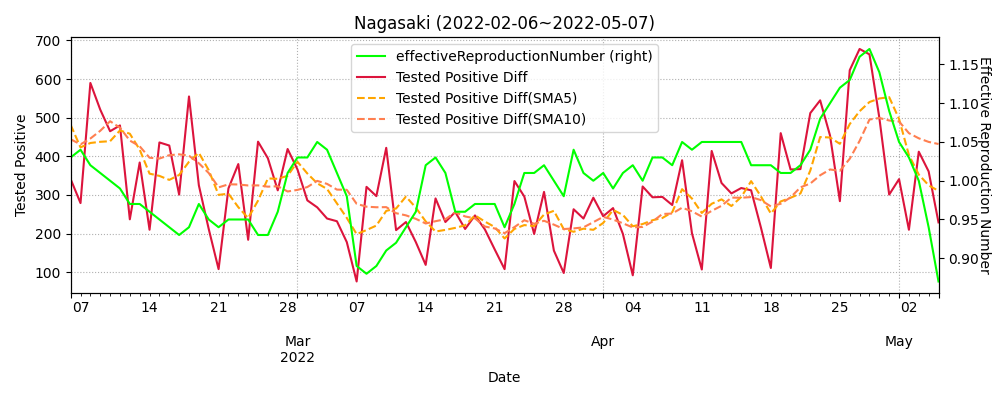 Nagasaki (2022-02-06~2022-05-07)
effectiveReproductionNumber (right)
Tested Positive Diff
Tested Positive Diff(SMA5)
Tested Positive Diff(SMA10)
Tested Positive
700
600
500
400
300
200
100
Effective Reproduction Number
1.15
1.10
1.05
1.00
0.95
0.90
07 14 21 28 07 14 21 28 04 11 18 25 02
Mar Apr May
2022
Date